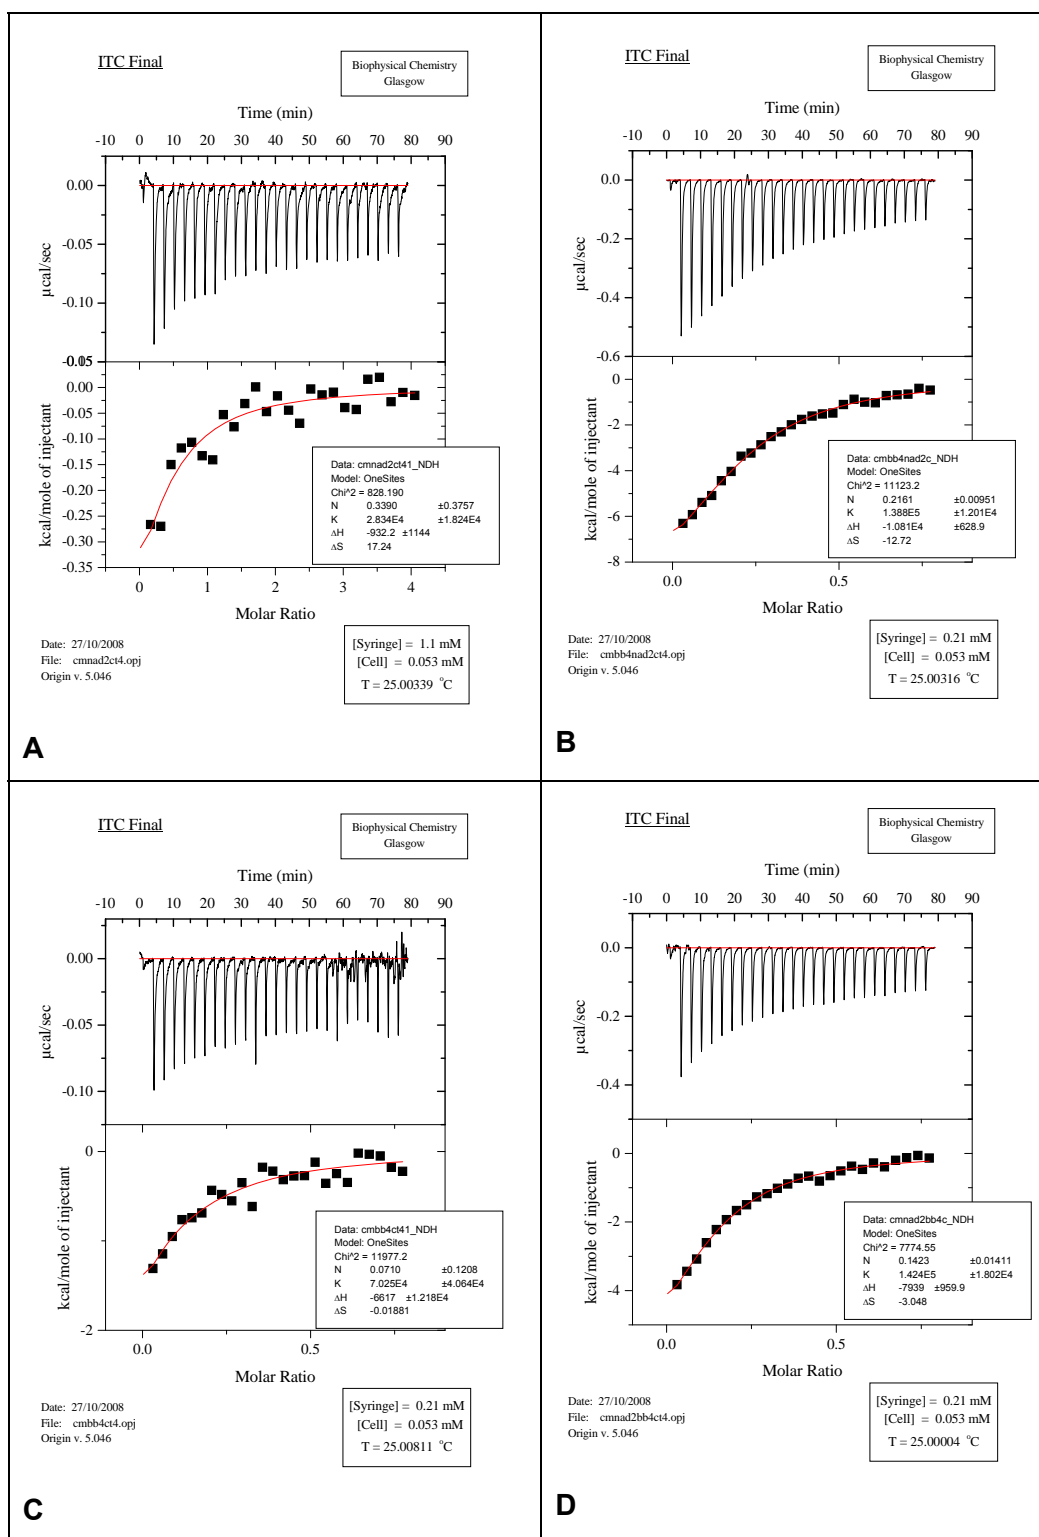 ITC Final
Biophysical Chemistry
Glasgow
Time (min)
-10 0 10 20 30 40 50 60 70 80 90
0.00
-0.05
-0.10
-0.15
µcal/sec
0.05
0.00
-0.05
-0.10
-0.15
-0.20
-0.25
-0.30
-0.35
kcal/mole of injectant
Data: cmnad2ct41_NDH
Model: OneSites
Chi^2 = 828.190
N 0.3390 ±0.3757
K 2.834E4 ±1.824E4
ΔH -932.2 ±1144
ΔS 17.24
0 1 2 3 4
Molar Ratio
Date: 27/10/2008
File: cmnad2ct4.opj
Origin v. 5.046
[Syringe] = 1.1 mM
[Cell] = 0.053 mM
T = 25.00339 °C
A
ITC Final
Biophysical Chemistry
Glasgow
Time (min)
-10 0 10 20 30 40 50 60 70 80 90
0.0
-0.2
-0.4
-0.6
µcal/sec
0
-2
-4
-6
-8
kcal/mole of injectant
Data: cmbb4nad2c_NDH
Model: OneSites
Chi^2 = 11123.2
N 0.2161 ±0.00951
K 1.388E5 ±1.201E4
ΔH -1.081E4 ±628.9
ΔS -12.72
0.0 0.5
Molar Ratio
Date: 27/10/2008
File: cmbb4nad2ct4.opj
Origin v. 5.046
[Syringe] = 0.21 mM
[Cell] = 0.053 mM
T = 25.00316 °C
B
ITC Final
Biophysical Chemistry
Glasgow
Time (min)
-10 0 10 20 30 40 50 60 70 80 90
0.00
-0.05
-0.10
µcal/sec
0
-2
kcal/mole of injectant
Data: cmbb4ct41_NDH
Model: OneSites
Chi^2 = 11977.2
N 0.0710 ±0.1208
K 7.025E4 ±4.064E4
ΔH -6617 ±1.218E4
ΔS -0.01881
0.0 0.5
Molar Ratio
Date: 27/10/2008
File: cmbb4ct4.opj
Origin v. 5.046
[Syringe] = 0.21 mM
[Cell] = 0.053 mM
T = 25.00811 °C
C
ITC Final
Biophysical Chemistry
Glasgow
Time (min)
-10 0 10 20 30 40 50 60 70 80 90
0.0
-0.2
-0.4
µcal/sec
0
-2
-4
kcal/mole of injectant
Data: cmnad2bb4c_NDH
Model: OneSites
Chi^2 = 7774.55
N 0.1423 ±0.01411
K 1.424E5 ±1.802E4
ΔH -7939 ±959.9
ΔS -3.048
0.0 0.5
Molar Ratio
Date: 27/10/2008
File: cmnad2bb4ct4.opj
Origin v. 5.046
[Syringe] = 0.21 mM
[Cell] = 0.053 mM
T = 25.00004 °C
D